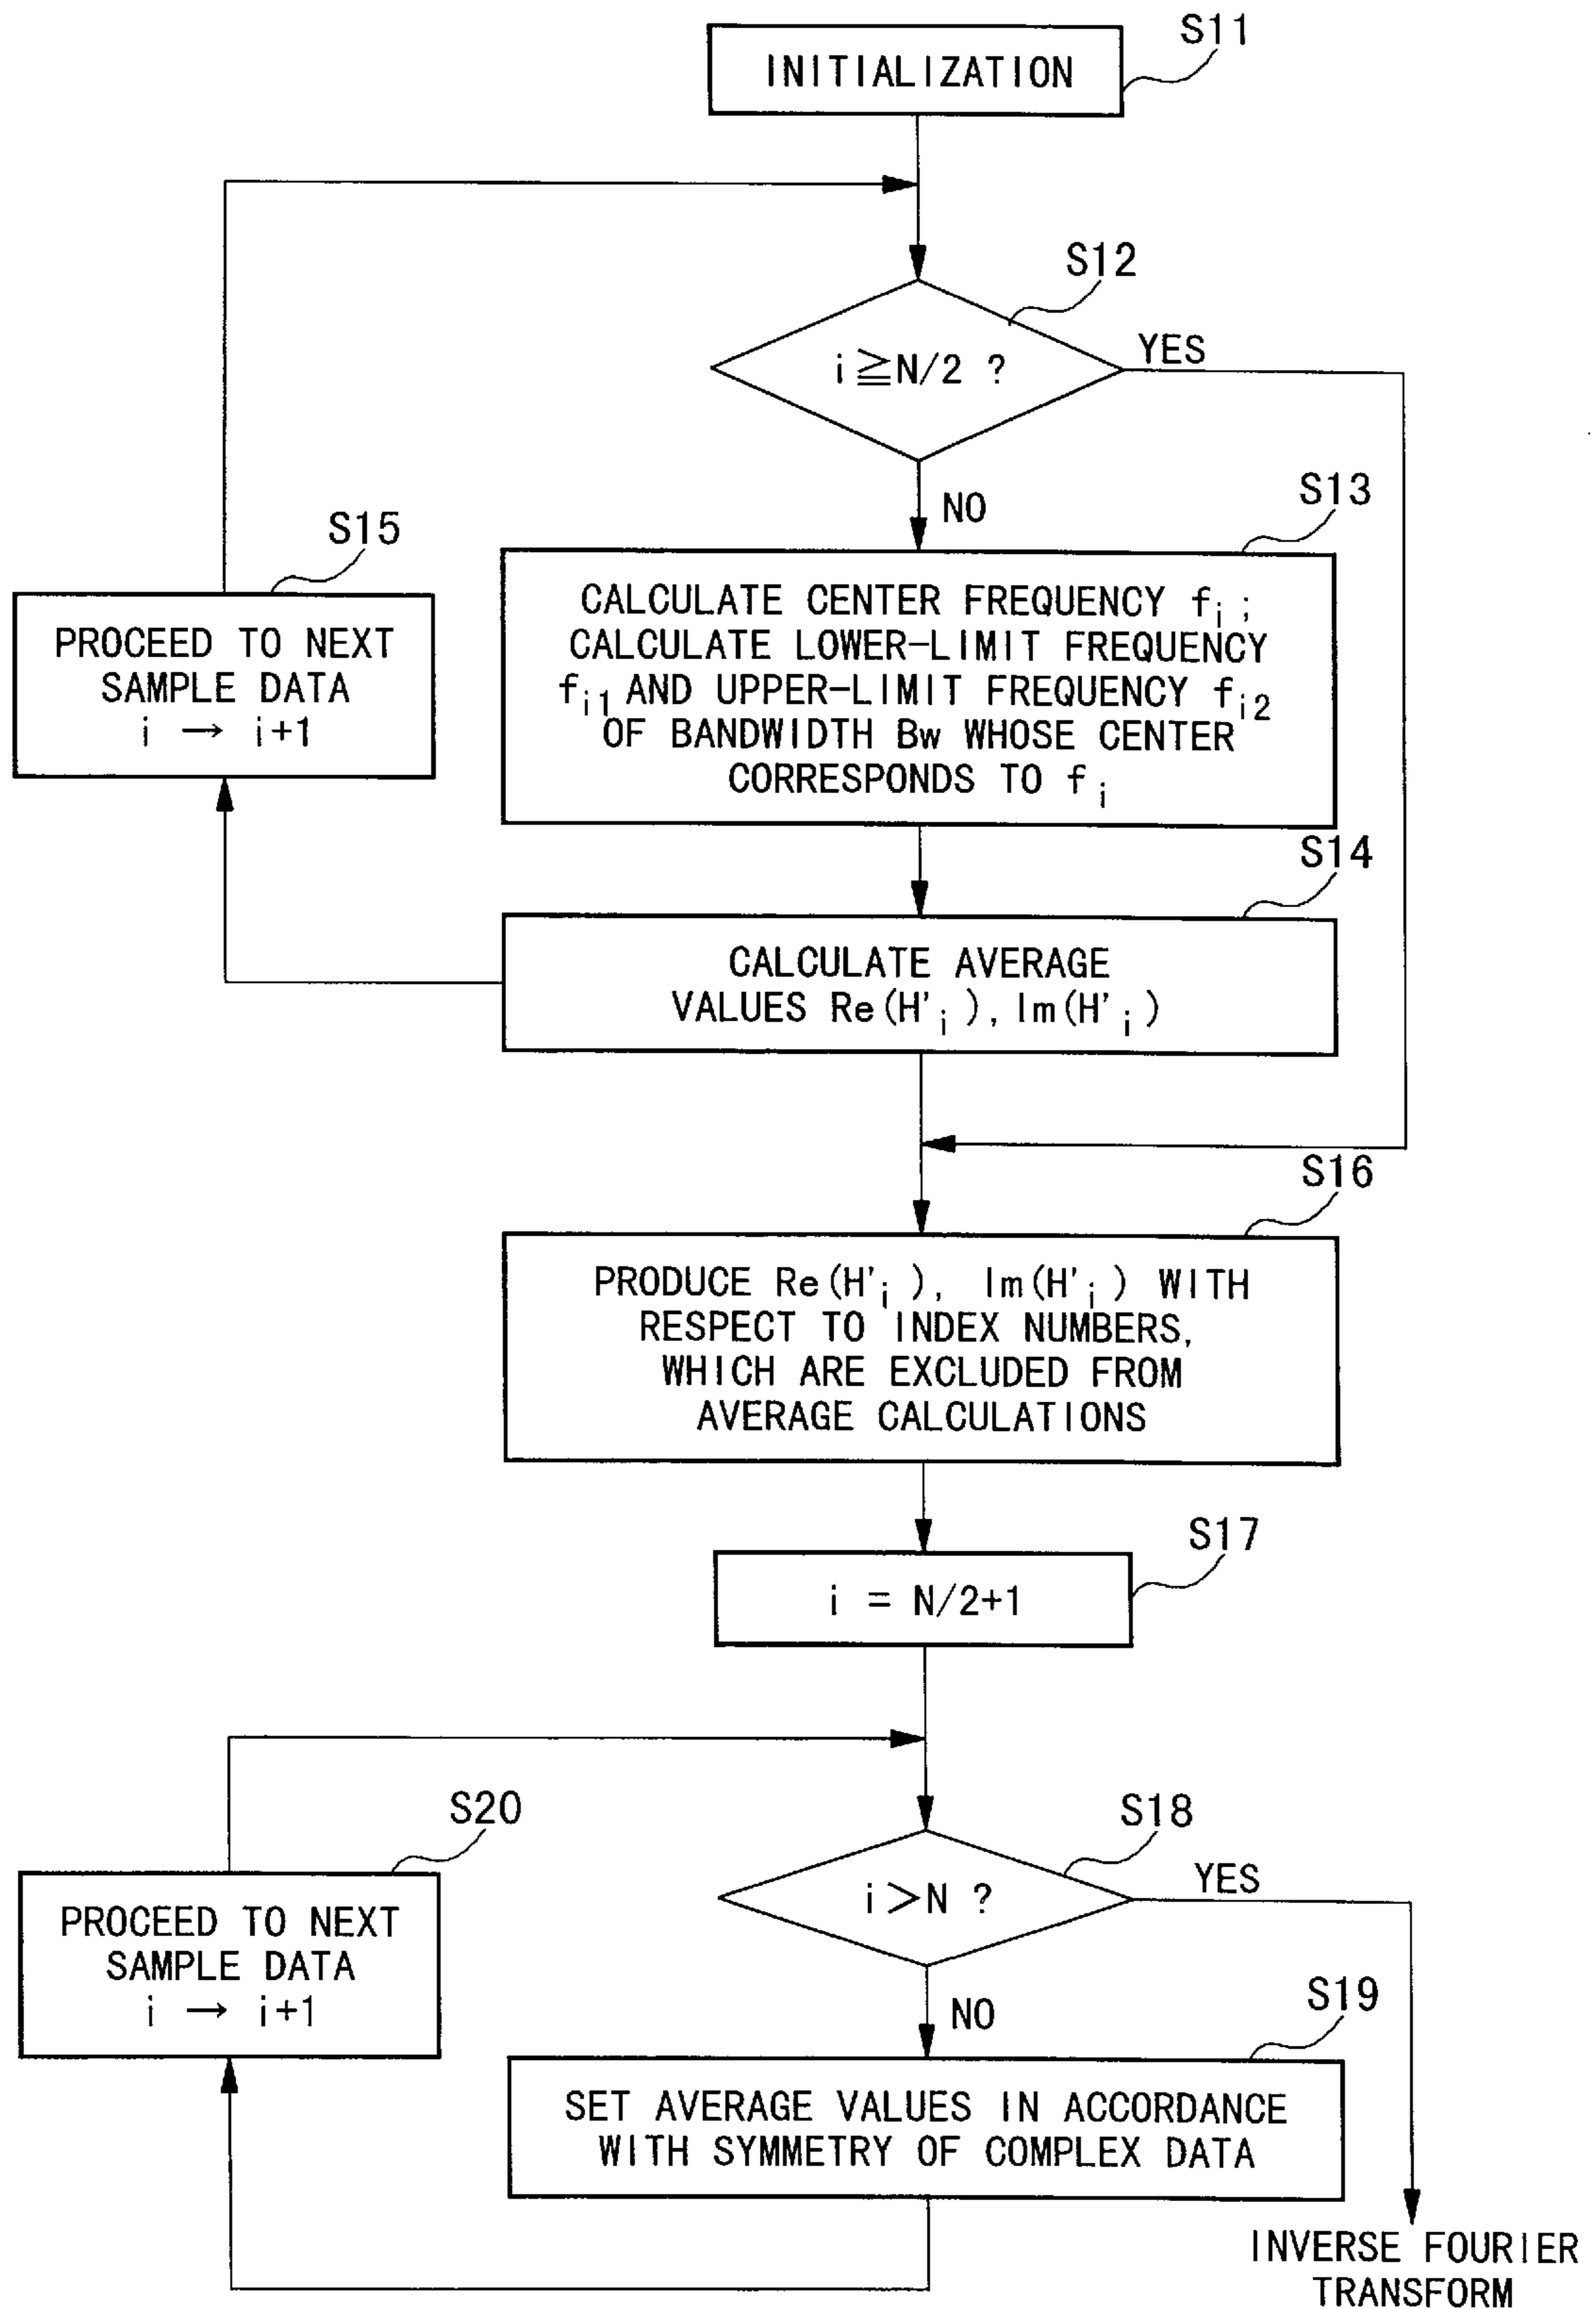 S11
INITIALIZATION
S12
i≧N/2 ?
YES
NO
S13
CALCULATE CENTER FREQUENCY fi ;
CALCULATE LOWER-LIMIT FREQUENCY
fi1 AND UPPER-LIMIT FREQUENCY fi2
OF BANDWIDTH Bw WHOSE CENTER
CORRESPONDS TO fi
S15
PROCEED TO NEXT
SAMPLE DATA
i → i+1
S14
CALCULATE AVERAGE
VALUES Re(H'i), Im(H'i)
S16
PRODUCE Re(H'i), Im(H'i) WITH
RESPECT TO INDEX NUMBERS,
WHICH ARE EXCLUDED FROM
AVERAGE CALCULATIONS
S17
i = N/2+1
S18
i>N ?
YES
NO
S20
PROCEED TO NEXT
SAMPLE DATA
i → i+1
S19
SET AVERAGE VALUES IN ACCORDANCE
WITH SYMMETRY OF COMPLEX DATA
INVERSE FOURIER
TRANSFORM